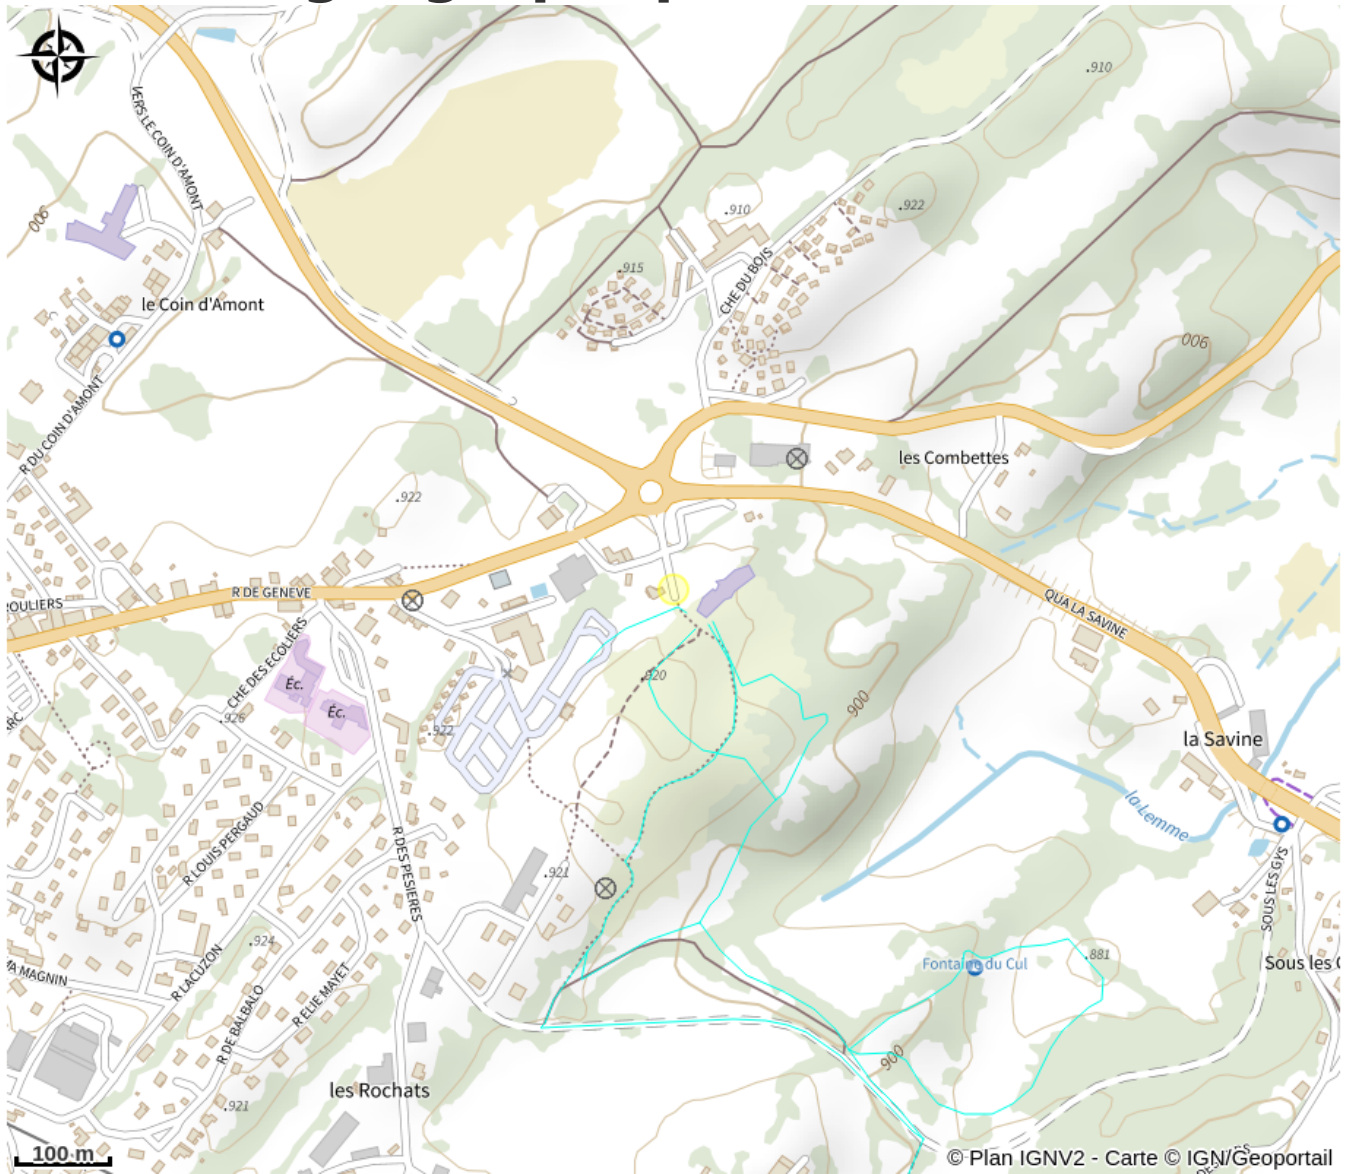 .910
VERS LE COIN D'AMONT
900
.910
.922
.915
CHE DU BOIS
le Coin d'Amont
900
R DU COIN D'AMONT
les Combettes
.922
R DE GENEVE
QUA LA SAVINE
CHE DES ECOLIERS
Éc.
Éc.
.920
.926
.922
900
la Savine
la Lemme
R LOUIS PERGAUD
R DES PESIERES
.921
SOUS LES GYS
.924
MA MAGNIN
R LACUZON
R DE BALBALO
R ELIE MAYET
Fontaine du Cul
.881
Sous les
900
les Rochats
.921
100 m
© Plan IGNV2 - Carte © IGN/Geoportail